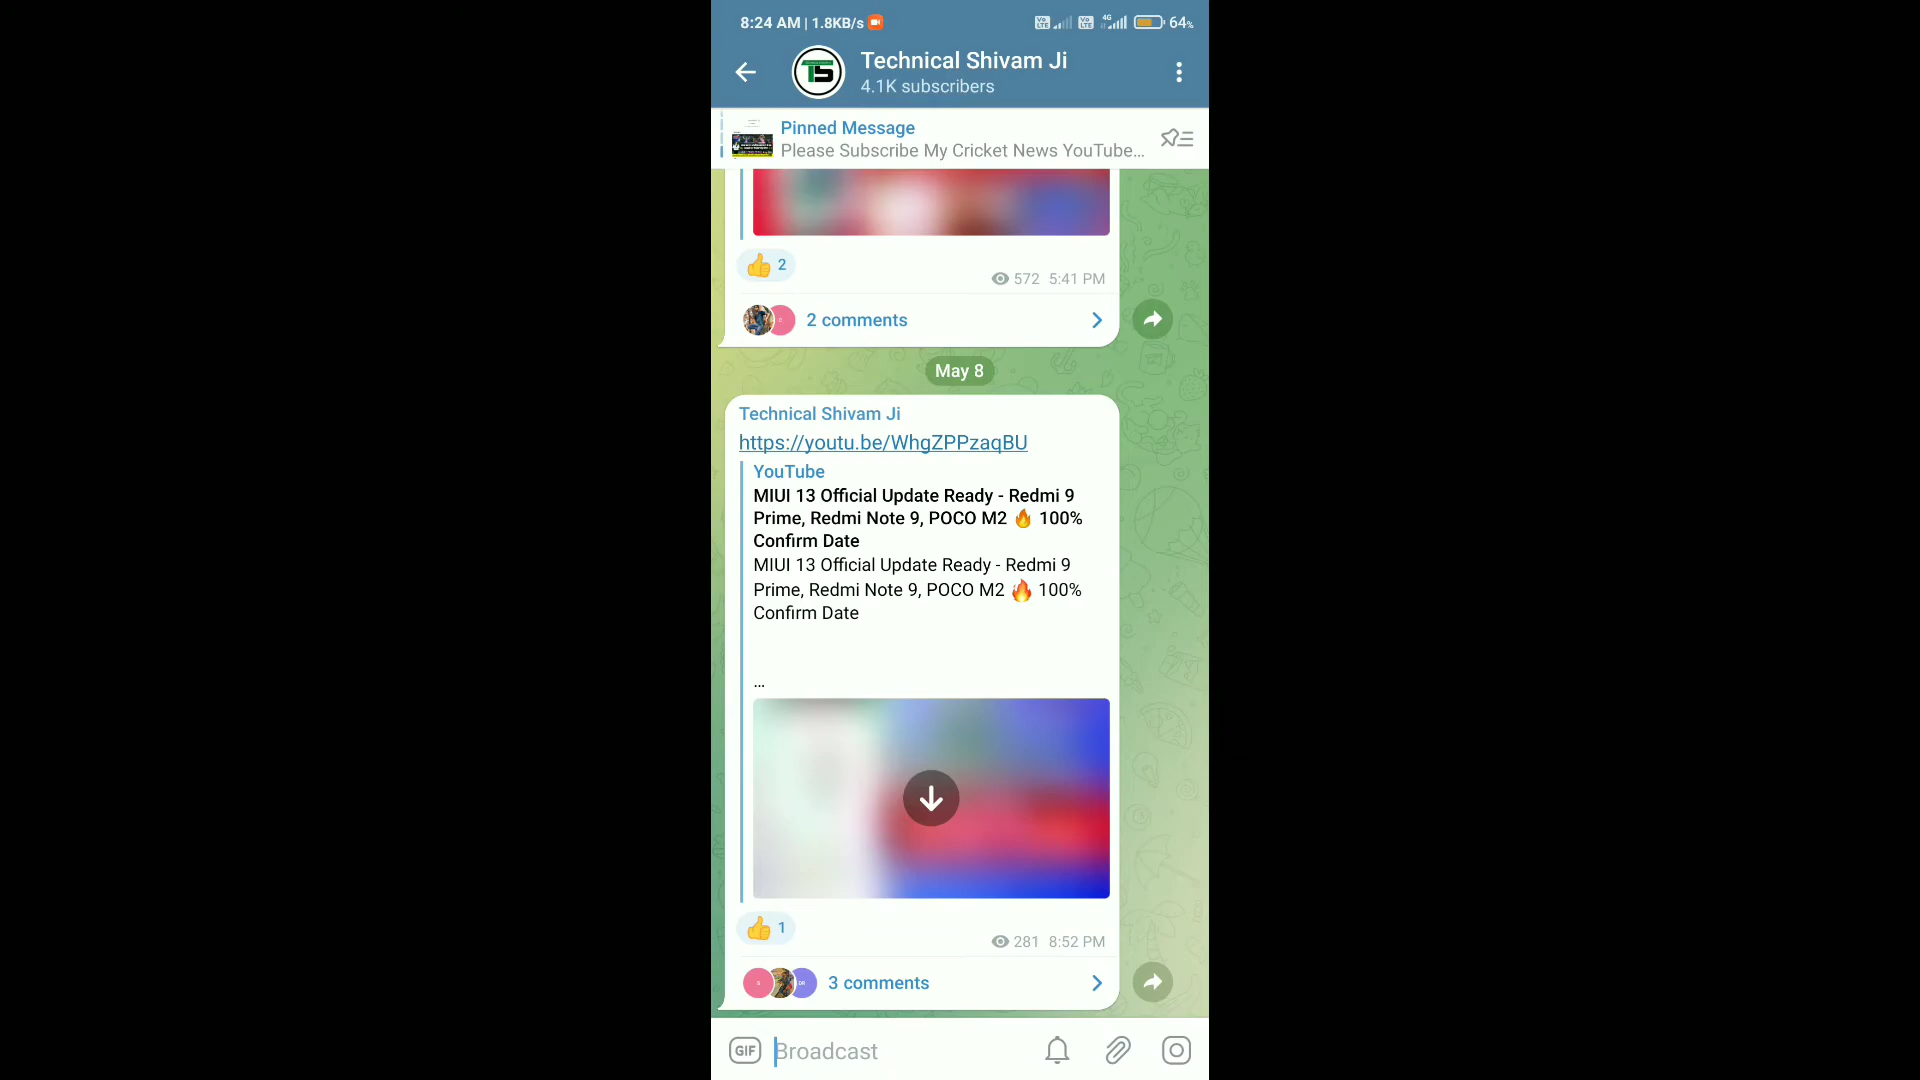 8:24 AM | 1.8KB/s
4G
64%
TS
Technical Shivam Ji
4.1K subscribers
Pinned Message
Please Subscribe My Cricket News YouTube...
👍 2
572 5:41 PM
2 comments
May 8
Technical Shivam Ji
https://youtu.be/WhgZPPzaqBU
YouTube
MIUI 13 Official Update Ready - Redmi 9
Prime, Redmi Note 9, POCO M2 🔥 100%
Confirm Date
MIUI 13 Official Update Ready - Redmi 9
Prime, Redmi Note 9, POCO M2 🔥 100%
Confirm Date
...
👍 1
281 8:52 PM
3 comments
GIF
Broadcast